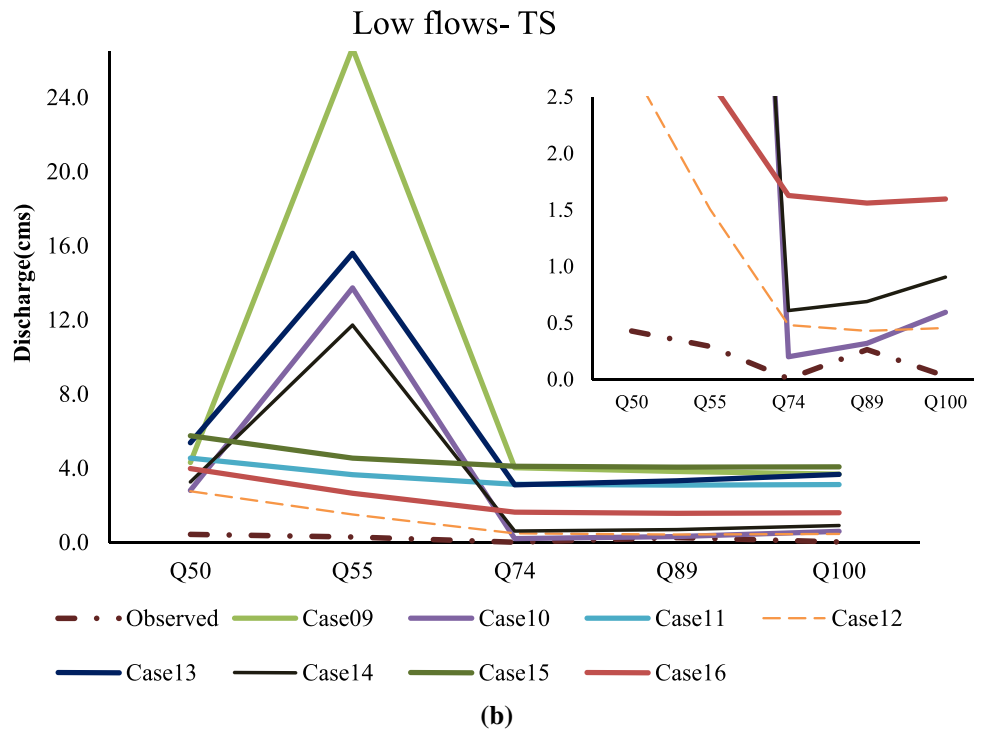 Low flows- TS
Discharge(cms)
24.0
20.0
16.0
12.0
8.0
4.0
0.0
Q50 Q55 Q74 Q89 Q100
2.5
2.0
1.5
1.0
0.5
0.0
Q50 Q55 Q74 Q89 Q100
Observed Case09 Case10 Case11 Case12
Case13 Case14 Case15 Case16
(b)